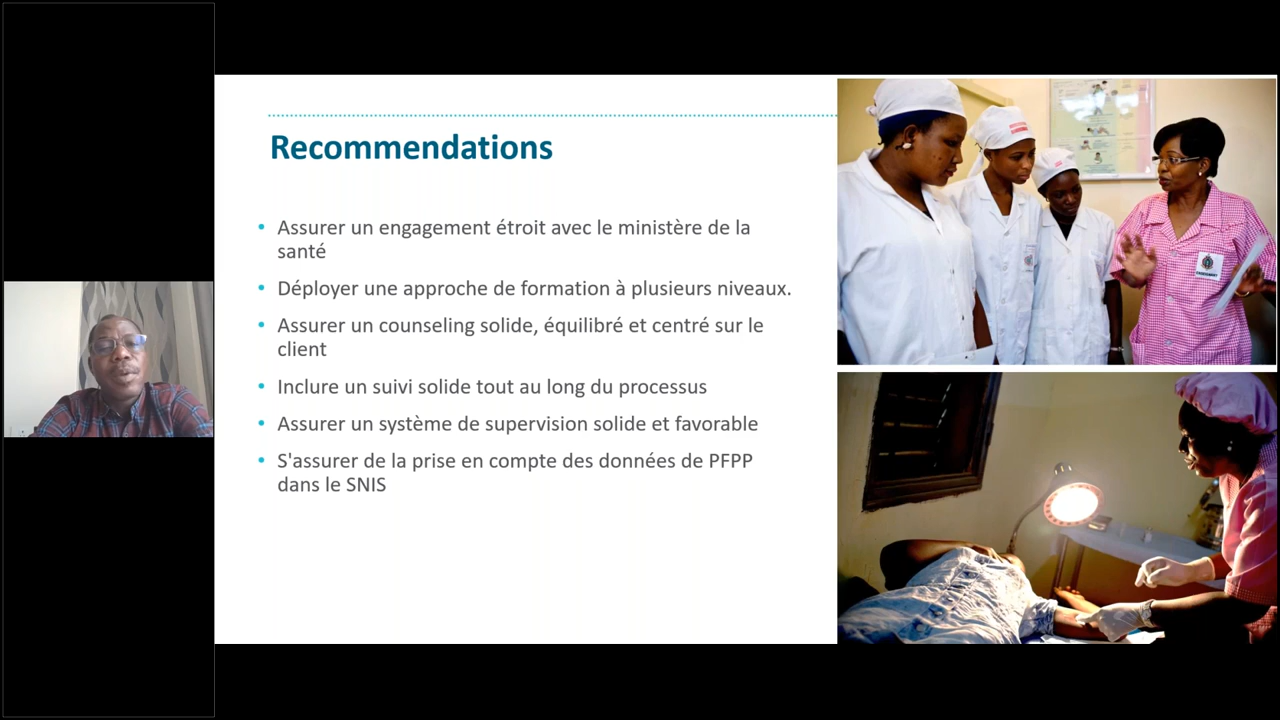 Recommendations
• Assurer un engagement étroit avec le ministère de la
santé
• Déployer une approche de formation à plusieurs niveaux.
• Assurer un counseling solide, équilibré et centré sur le
client
• Inclure un suivi solide tout au long du processus
• Assurer un système de supervision solide et favorable
• S'assurer de la prise en compte des données de PFPP
dans le SNIS